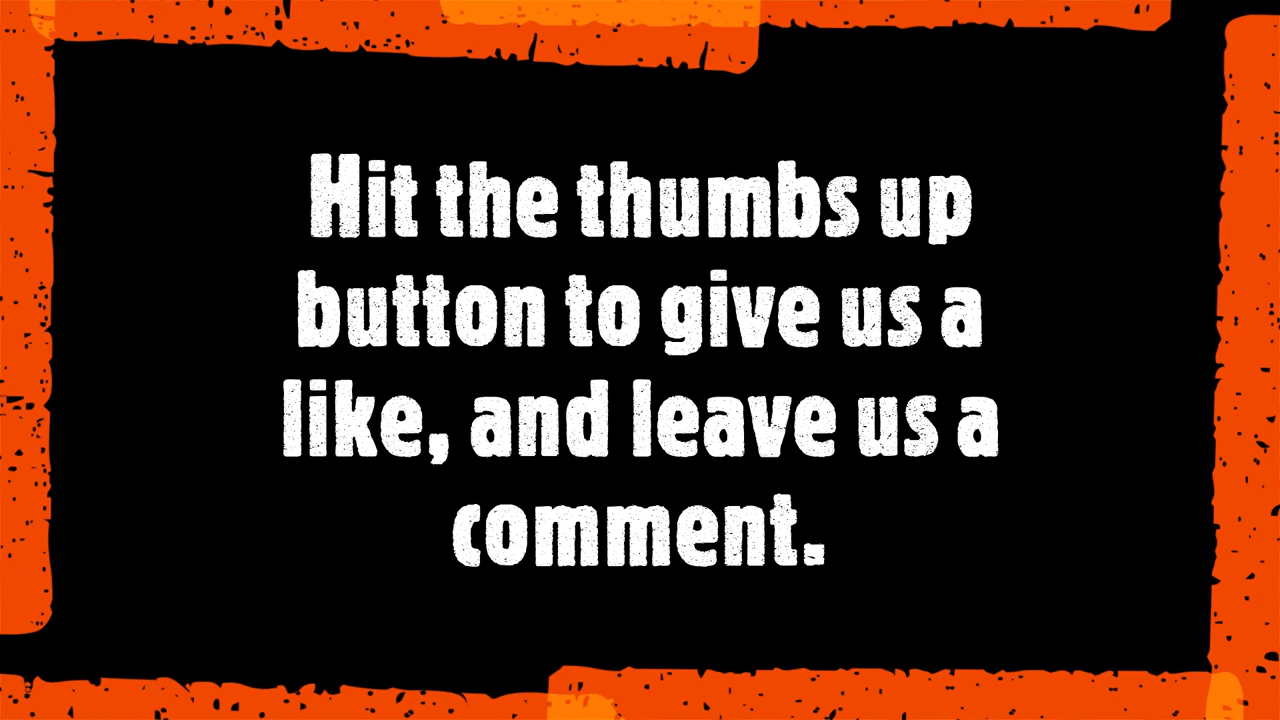 Hit the thumbs up
button to give us a
like, and leave us a
comment.